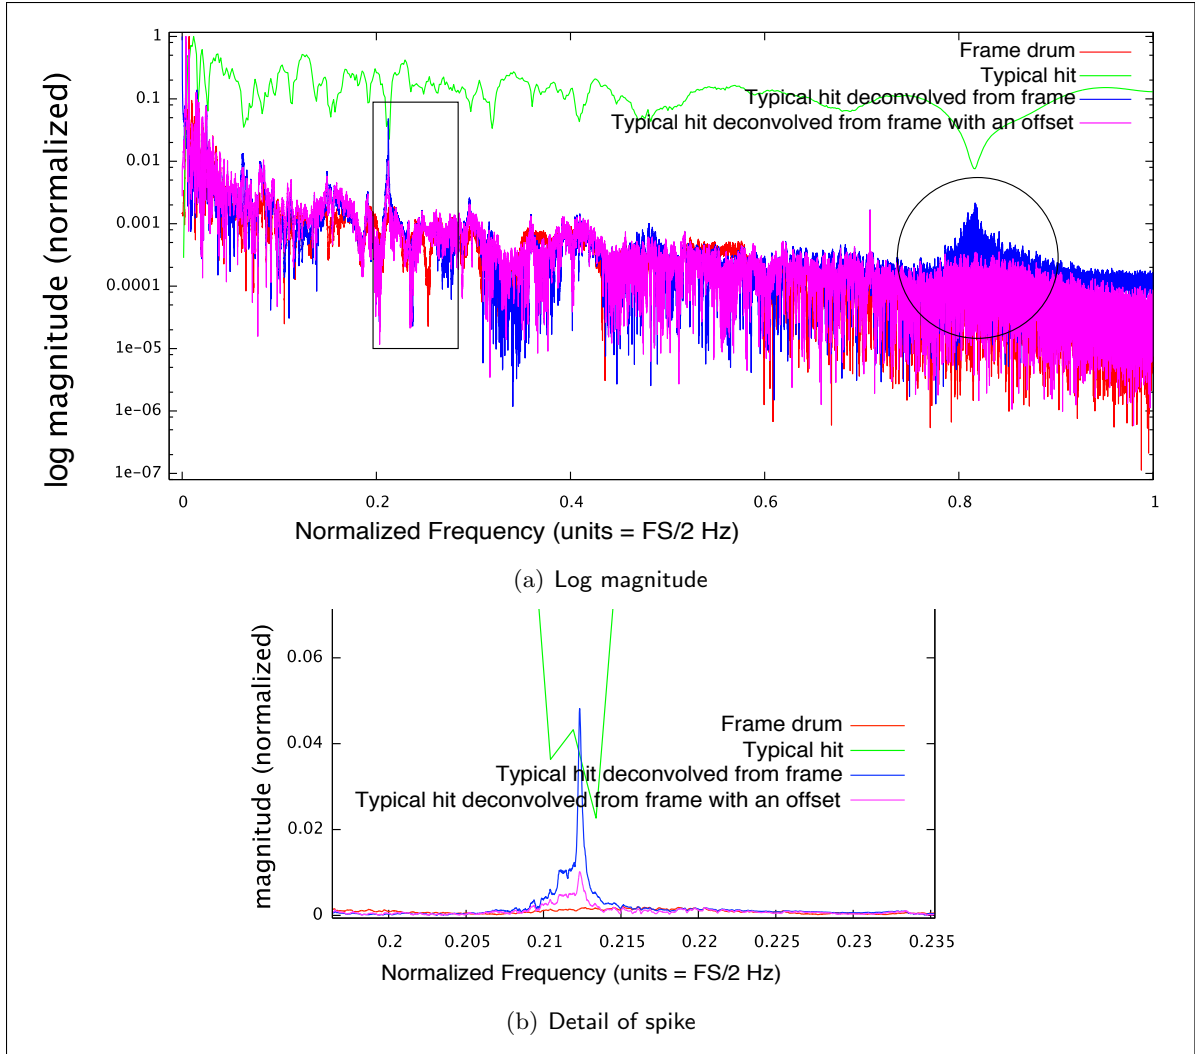 log magnitude (normalized)
1
0.1
0.01
0.001
0.0001
1e-05
1e-06
1e-07
Frame drum
Typical hit
Typical hit deconvolved from frame
Typical hit deconvolved from frame with an offset
0 0.2 0.4 0.6 0.8 1
Normalized Frequency (units = FS/2 Hz)
(a) Log magnitude
magnitude (normalized)
0.06
0.04
0.02
0
Frame drum
Typical hit
Typical hit deconvolved from frame
Typical hit deconvolved from frame with an offset
0.2 0.205 0.21 0.215 0.22 0.225 0.23 0.235
Normalized Frequency (units = FS/2 Hz)
(b) Detail of spike